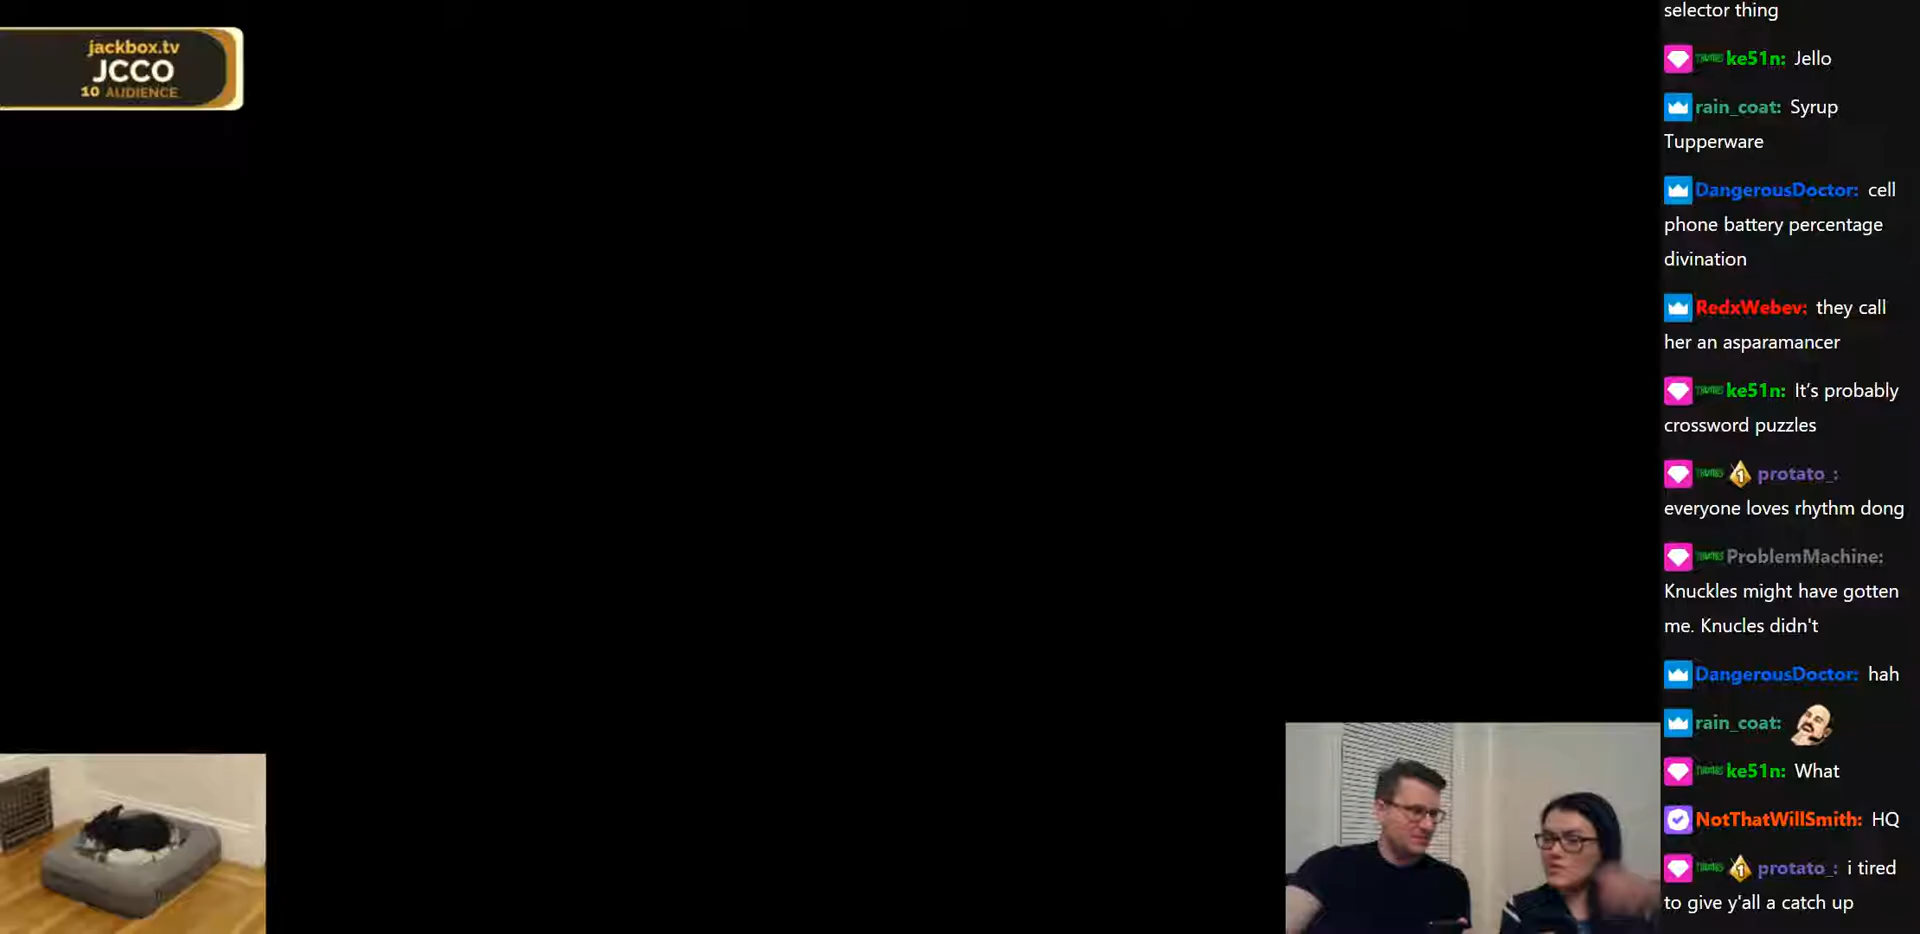 jackbox.tv
JCCO
10 AUDIENCE
selector thing
ke51n: Jello
rain_coat: Syrup
Tupperware
DangerousDoctor: cell
phone battery percentage
divination
RedxWebev: they call
her an asparamancer
ke51n: It’s probably
crossword puzzles
1 protato_:
everyone loves rhythm dong
ProblemMachine:
Knuckles might have gotten
me. Knucles didn't
DangerousDoctor: hah
rain_coat:
ke51n: What
NotThatWillSmith: HQ
1 protato_: i tired
to give y'all a catch up